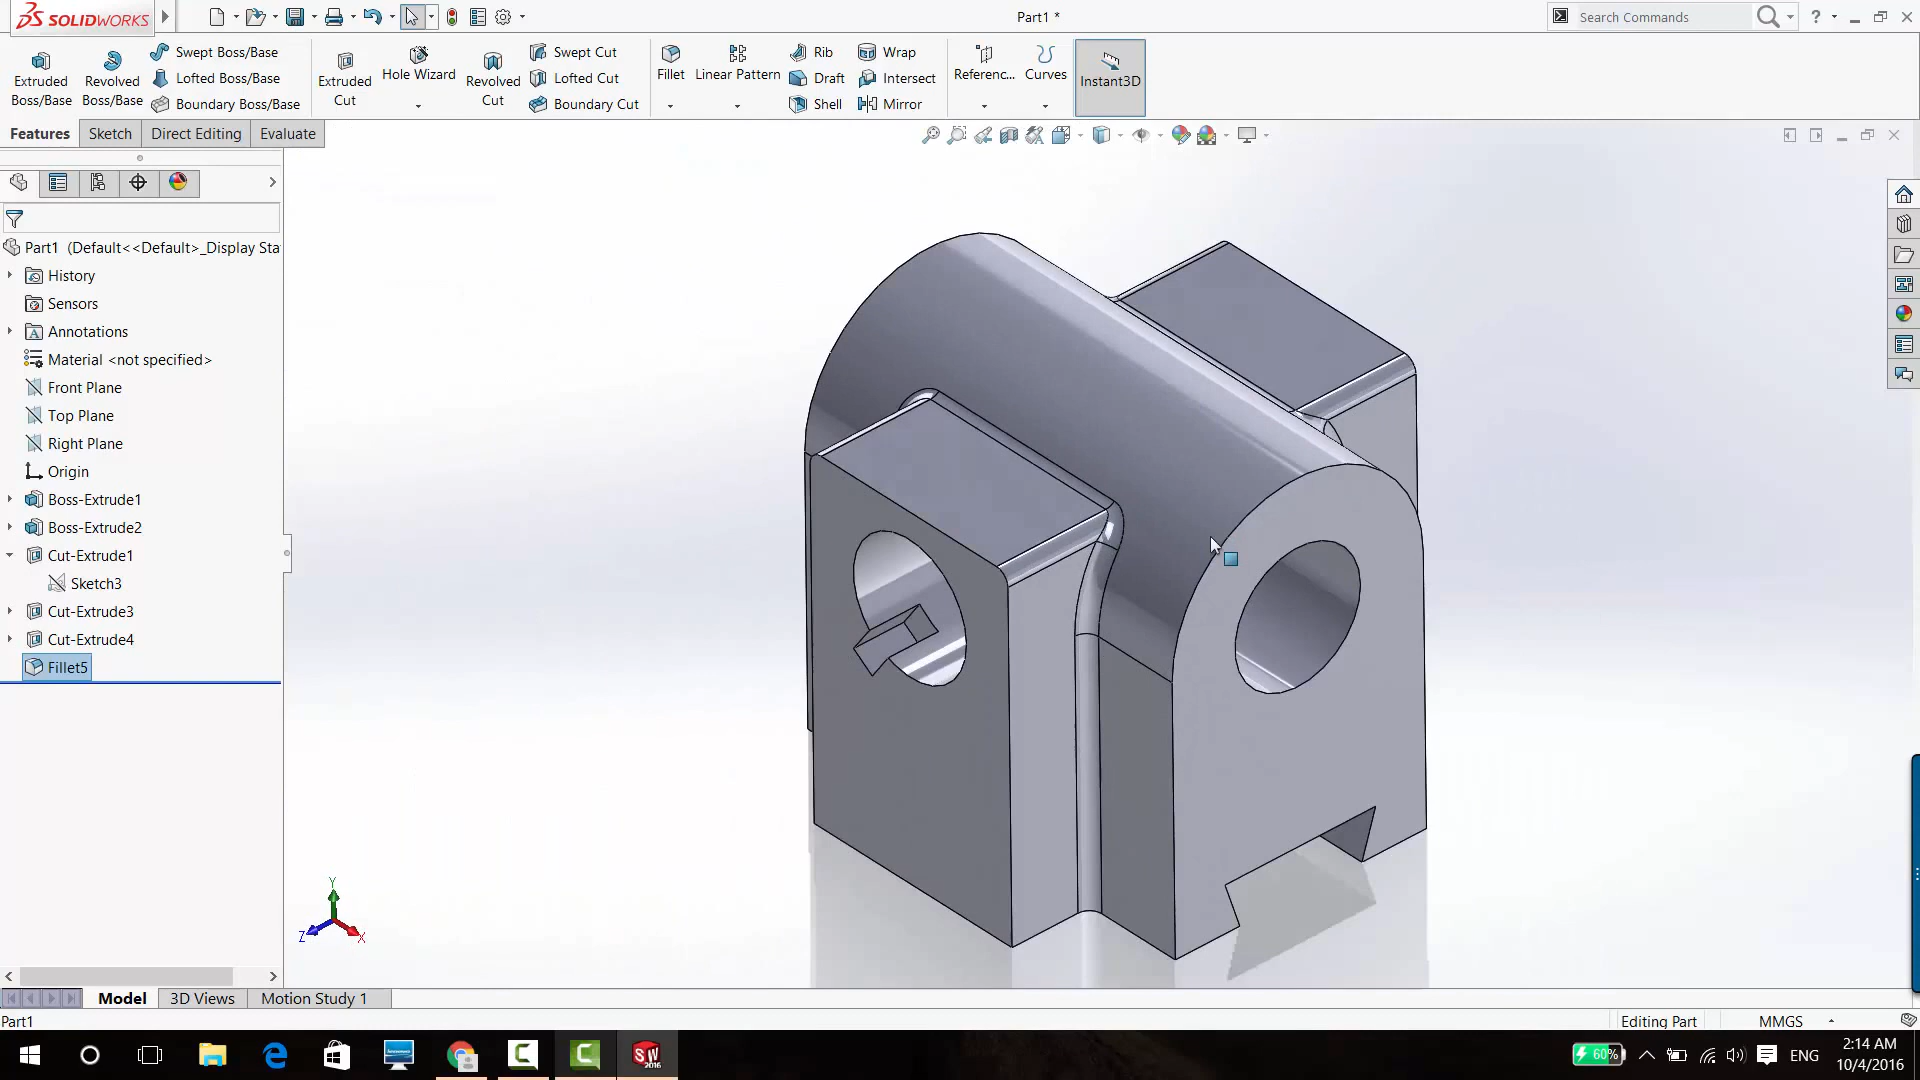 SOLIDWORKS
Part1 *
Search Commands
?
Extruded Boss/Base
Revolved Boss/Base
Swept Boss/Base
Lofted Boss/Base
Boundary Boss/Base
Extruded Cut
Hole Wizard
Revolved Cut
Swept Cut
Lofted Cut
Boundary Cut
Fillet
Linear Pattern
Rib
Draft
Shell
Wrap
Intersect
Mirror
Referenc...
Curves
Instant3D
Features
Sketch
Direct Editing
Evaluate
Part1 (Default<<Default>_Display Sta
History
Sensors
Annotations
Material <not specified>
Front Plane
Top Plane
Right Plane
Origin
Boss-Extrude1
Boss-Extrude2
Cut-Extrude1
Sketch3
Cut-Extrude3
Cut-Extrude4
Fillet5
Y
Z
X
Model
3D Views
Motion Study 1
Part1
Editing Part
MMGS
SW
2016
60%
ENG
2:14 AM
10/4/2016